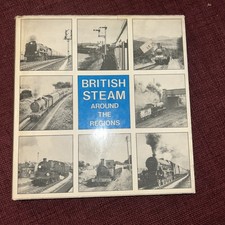 BRITISH
STEAM
AROUND
THE
REGIONS